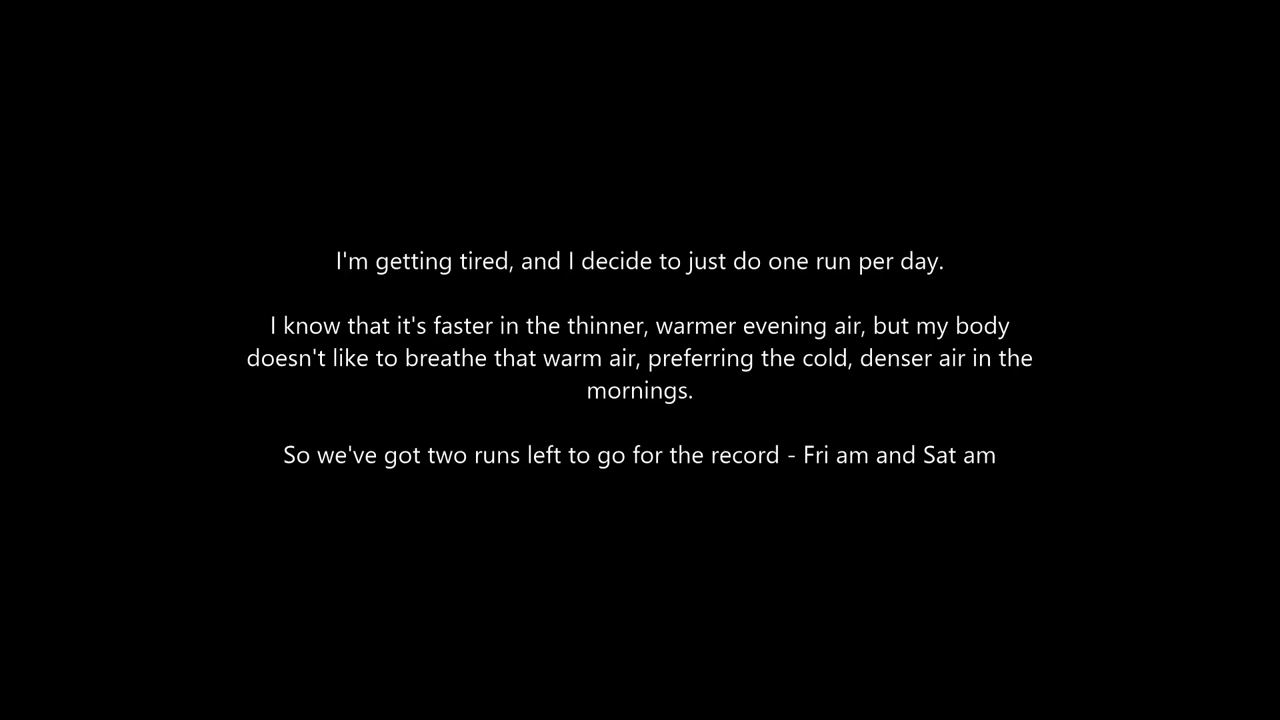 I'm getting tired, and I decide to just do one run per day.
I know that it's faster in the thinner, warmer evening air, but my body
doesn't like to breathe that warm air, preferring the cold, denser air in the
mornings.
So we've got two runs left to go for the record - Fri am and Sat am